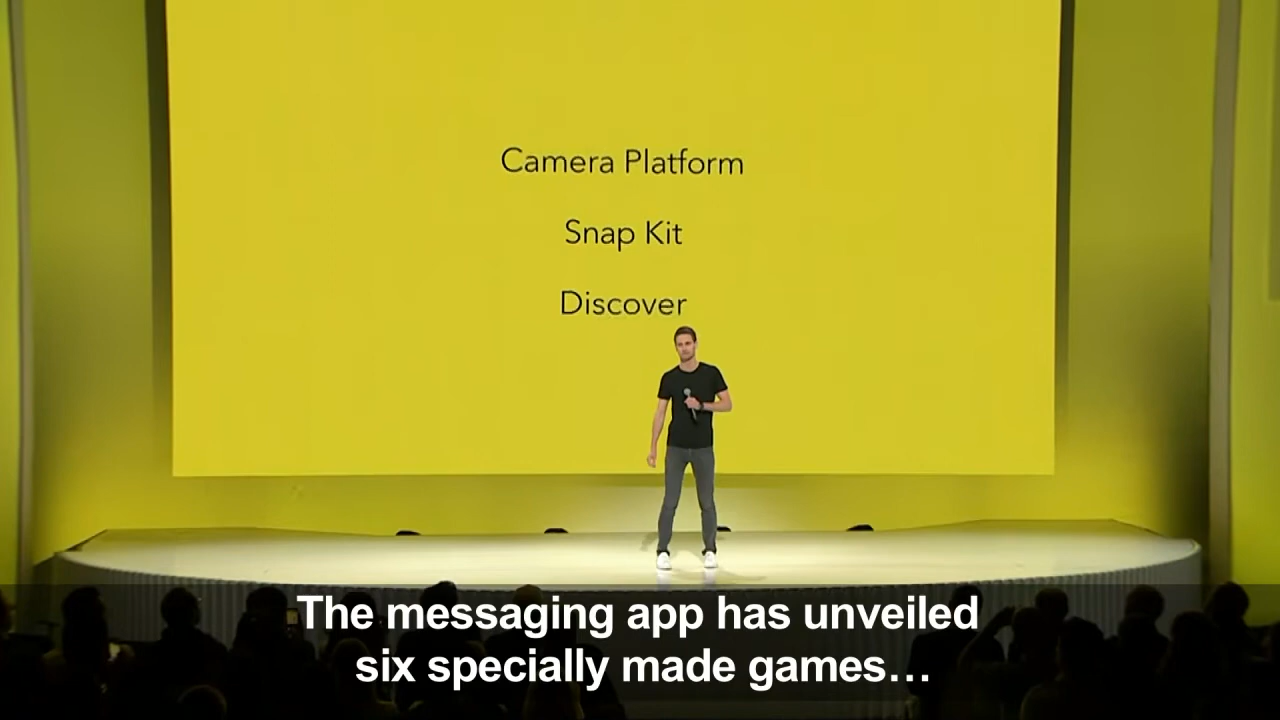 Camera Platform
Snap Kit
Discover
The messaging app has unveiled
six specially made games…